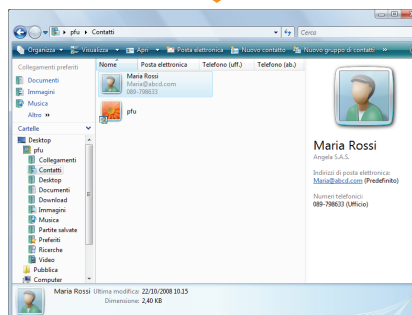 pfu ▸ Contatti
Cerca
Organizza
Visualizza
Apri
Posta elettronica
Nuovo contatto
Nuovo gruppo di contatti
»
Collegamenti preferiti
Documenti
Immagini
Musica
Altro »
Cartelle
Desktop
pfu
Collegamenti
Contatti
Desktop
Documenti
Download
Immagini
Musica
Partite salvate
Preferiti
Ricerche
Video
Pubblica
Computer
Nome
Posta elettronica
Telefono (uff.)
Telefono (ab.)
Maria Rossi
Maria@abcd.com
089-798633
pfu
Maria Rossi
Angela S.A.S.
Indirizzi di posta elettronica:
Maria@abcd.com (Predefinito)
Numeri telefonici:
089-798633 (Ufficio)
Maria Rossi Ultima modifica: 22/10/2008 10.15
Dimensione: 2,40 KB